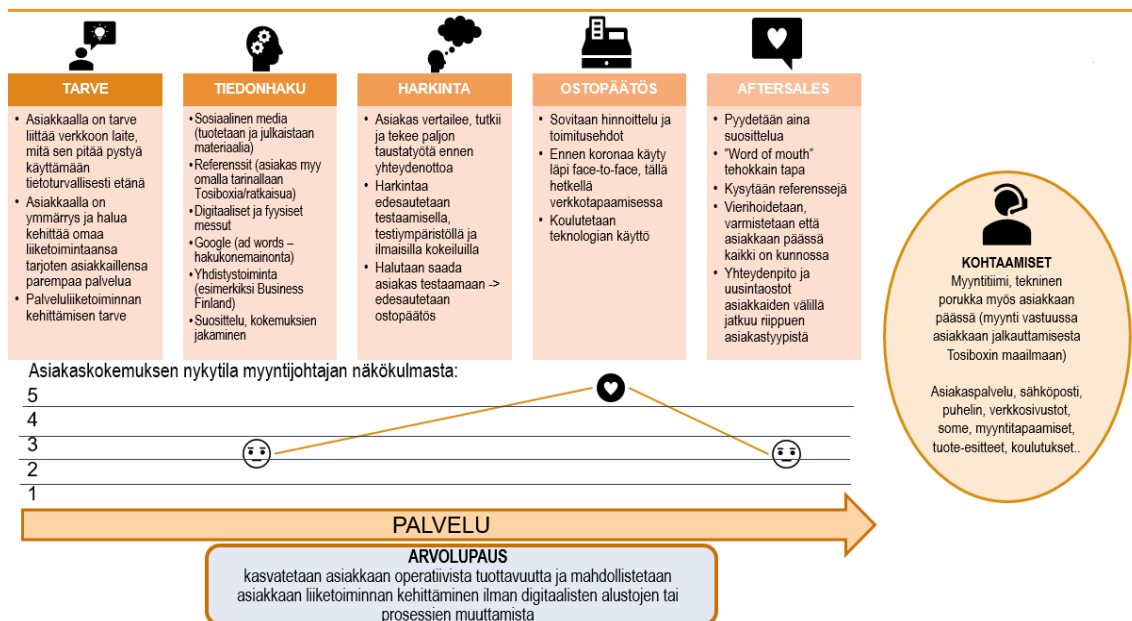 TARVE
• Asiakkaalla on tarve
liittää verkkoon laite,
mitä sen pitää pystyä
käyttämään
tietoturvallisesti etänä
• Asiakkaalla on
ymmärrys ja halua
kehittää omaa
liiketoimintaansa
tarjoten asiakkaillensa
parempaa palvelua
• Palveluliiketoiminnan
kehittämisen tarve
TIEDONHAKU
• Sosiaalinen media
(tuotetaan ja julkaistaan
materiaalia)
• Referenssit (asiakas myy
omalla tarinallaan
Tosiboxia/ratkaisua)
• Digitaaliset ja fyysiset
messut
• Google (ad words –
hakukonemainonta)
• Yhdistystoiminta
(esimerkiksi Business
Finland)
• Suosittelu, kokemuksien
jakaminen
HARKINTA
• Asiakas vertailee, tutkii
ja tekee paljon
taustatyötä ennen
yhteydenottoa
• Harkintaa
edesautetaan
testaamisella,
testiympäristöllä ja
ilmaisilla kokeiluilla
• Halutaan saada
asiakas testaamaan ->
edesautetaan
ostopäätös
OSTOPÄÄTÖS
• Sovitaan hinnoittelu ja
toimitusehdot
• Ennen koronaa käyty
läpi face-to-face, tällä
hetkellä
verkkotapaamisessa
• Koulutetaan
teknologian käyttö
AFTERSALES
• Pyydetään aina
suosittelua
• "Word of mouth"
tehokkain tapa
• Kysytään referenssejä
• Vierihoidetaan,
varmistetaan että
asiakkaan päässä
kaikki on kunnossa
• Yhteydenpito ja
uusintaostot
asiakkaiden välillä
jatkuu riippuen
asiakastyypistä
KOHTAAMISET
Myyntitiimi, tekninen
porukka myös asiakkaan
päässä (myynti vastuussa
asiakkaan jalkauttamisesta
Tosiboxin maailmaan)
Asiakaspalvelu, sähköposti,
puhelin, verkkosivustot,
some, myyntitapaamiset,
tuote-esitteet, koulutukset..
Asiakaskokemuksen nykytila myyntijohtajan näkökulmasta:
5
4
3
2
1
PALVELU
ARVOLUPAUS
kasvatetaan asiakkaan operatiivista tuottavuutta ja mahdollistetaan
asiakkaan liiketoiminnan kehittäminen ilman digitaalisten alustojen tai
prosessien muuttamista